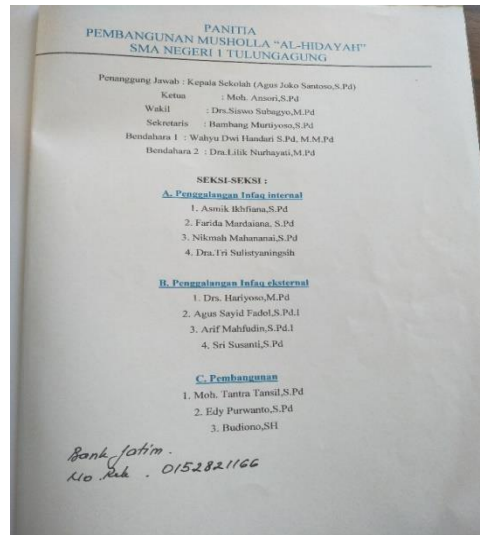 PANITIA
PEMBANGUNAN MUSHOLLA "AL-HIDAYAH"
SMA NEGERI 1 TULUNGAGUNG
Penanggung Jawab : Kepala Sekolah (Agus Joko Santoso,S.Pd)
Ketua : Moh. Ansori,S.Pd
Wakil : Drs.Siswo Subagyo,M.Pd
Sekretaris : Bambang Murtiyoso,S.Pd
Bendahara 1 : Wahyu Dwi Handari S.Pd, M.M.Pd
Bendahara 2 : Dra.Lilik Nurhayati,M.Pd
SEKSI-SEKSI :
A. Penggalangan Infaq internal
1. Asmik Ikhfiana,S.Pd
2. Farida Mardaiana, S.Pd
3. Nikmah Mahananai,S.Pd
4. Dra.Tri Sulistyaningsih
B. Penggalangan Infaq eksternal
1. Drs. Hariyoso,M.Pd
2. Agus Sayid Fadol,S.Pd.I
3. Arif Mahfudin,S.Pd.I
4. Sri Susanti,S.Pd
C. Pembangunan
1. Moh. Tantra Tansil,S.Pd
2. Edy Purwanto,S.Pd
3. Budiono,SH
Bank Jatim.
No Rek . 0152821166